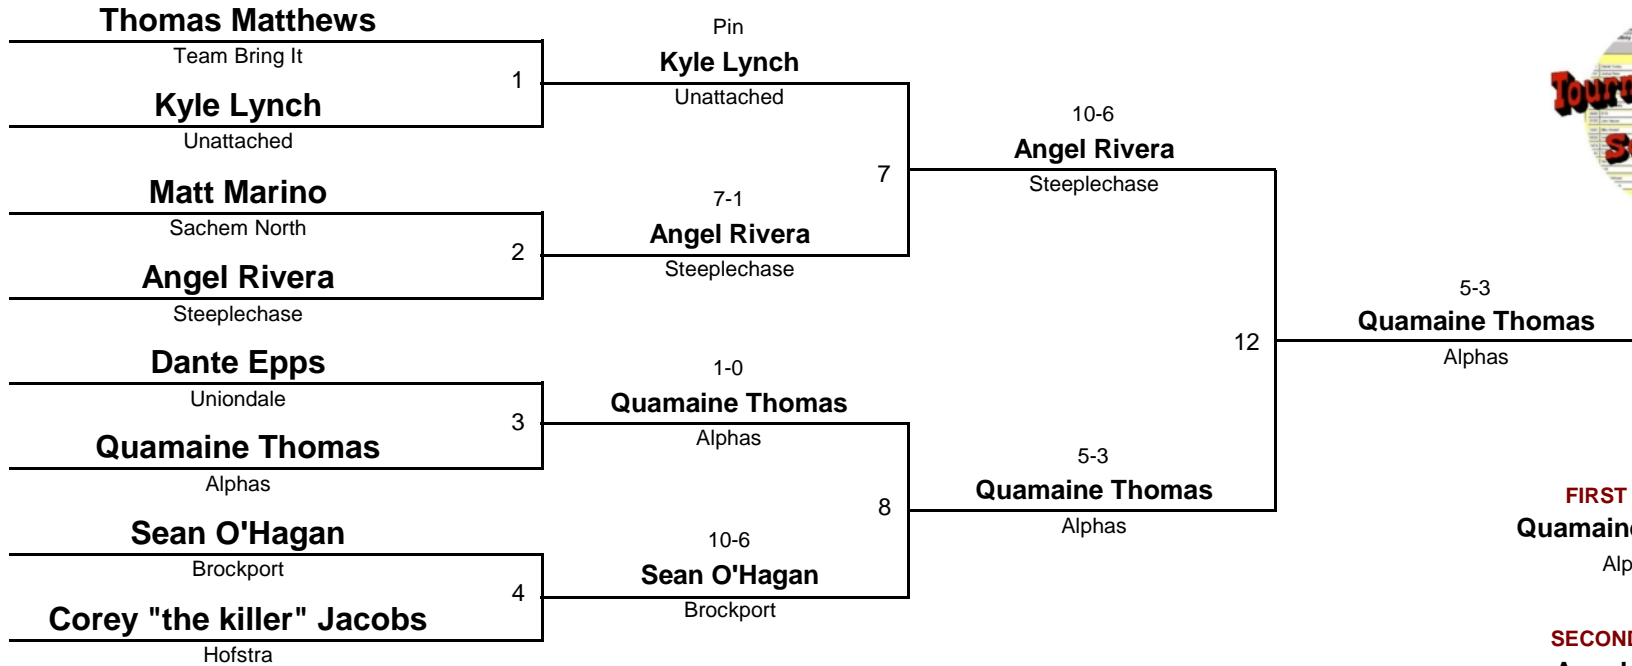 Thomas Matthews
Team Bring It
1
Kyle Lynch
Unattached
Matt Marino
Sachem North
2
Angel Rivera
Steeplechase
Dante Epps
Uniondale
3
Quamaine Thomas
Alphas
Sean O'Hagan
Brockport
4
Corey "the killer" Jacobs
Hofstra
Pin
Kyle Lynch
Unattached
7
7-1
Angel Rivera
Steeplechase
1-0
Quamaine Thomas
Alphas
8
10-6
Sean O'Hagan
Brockport
10-6
Angel Rivera
Steeplechase
12
5-3
Quamaine Thomas
Alphas
5-3
Quamaine Thomas
Alphas
FIRST